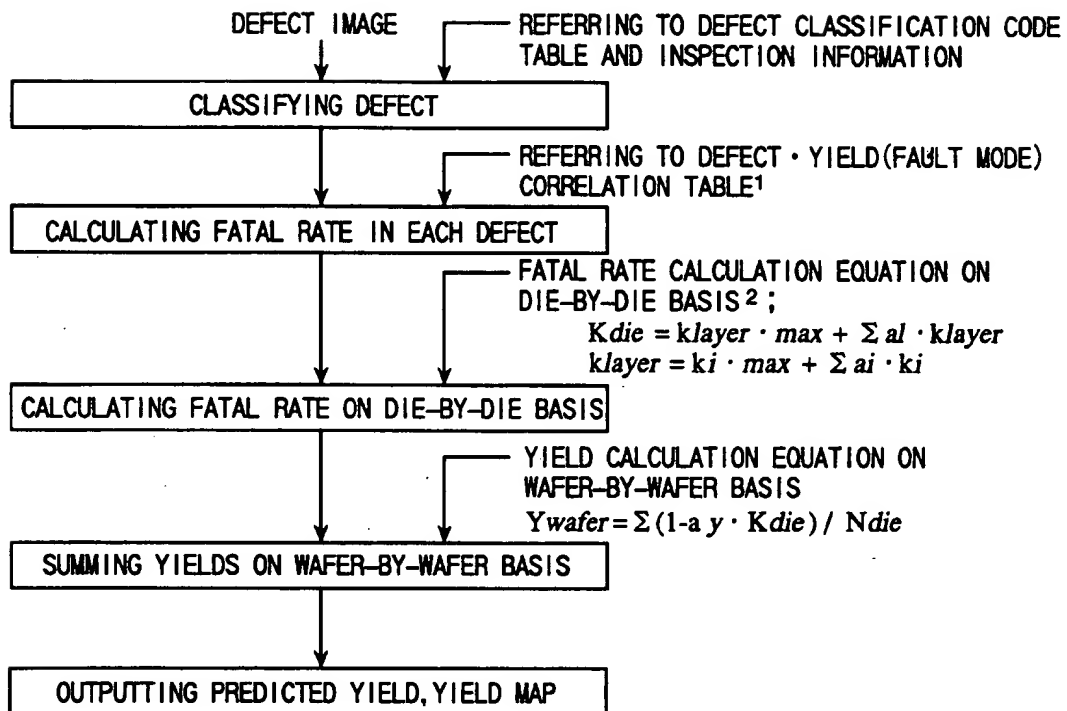 DEFECT IMAGE
REFERRING TO DEFECT CLASSIFICATION CODE
TABLE AND INSPECTION INFORMATION
CLASSIFYING DEFECT
REFERRING TO DEFECT・YIELD(FAULT MODE)
CORRELATION TABLE¹
CALCULATING FATAL RATE IN EACH DEFECT
FATAL RATE CALCULATION EQUATION ON
DIE-BY-DIE BASIS²;
Kdie = klayer・max + Σ al・klayer
klayer = ki・max + Σ ai・ki
CALCULATING FATAL RATE ON DIE-BY-DIE BASIS
YIELD CALCULATION EQUATION ON
WAFER-BY-WAFER BASIS
Ywafer=Σ(1-a y・Kdie)/ Ndie
SUMMING YIELDS ON WAFER-BY-WAFER BASIS
OUTPUTTING PREDICTED YIELD, YIELD MAP